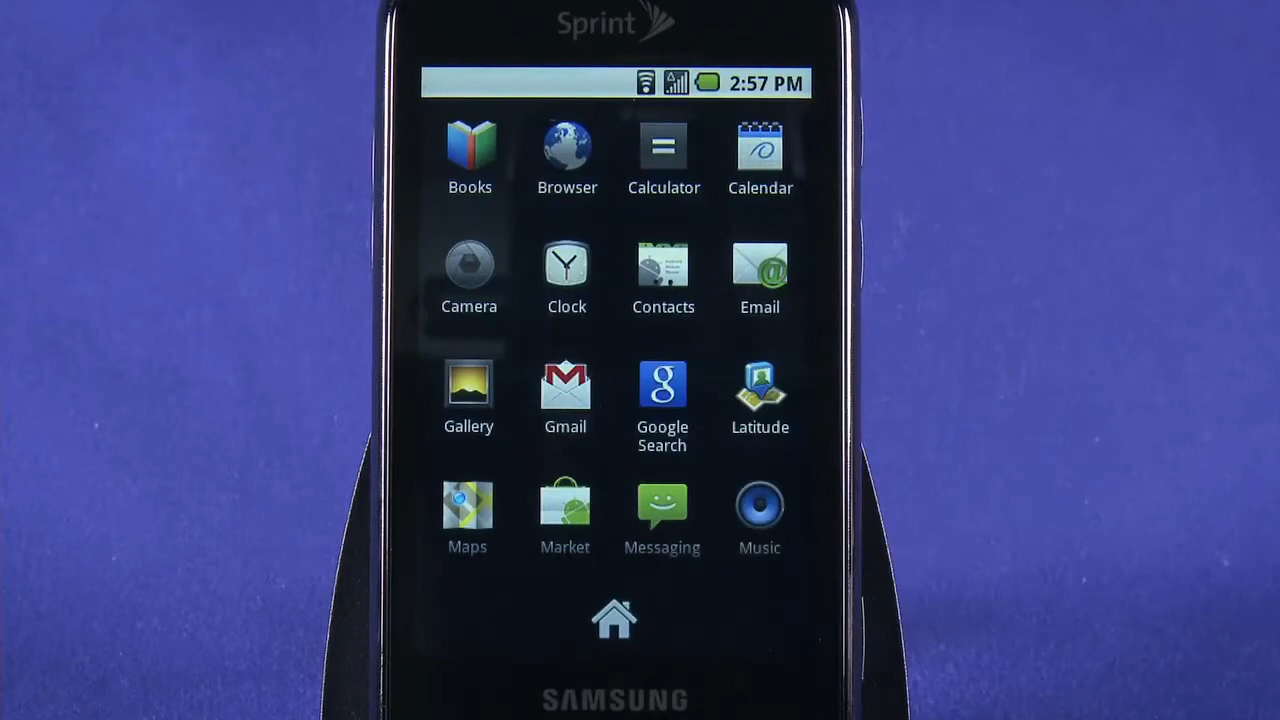 Sprint
2:57 PM
Books Browser Calculator Calendar
Camera Clock Contacts Email
Gallery Gmail Google Search Latitude
Maps Market Messaging Music
SAMSUNG